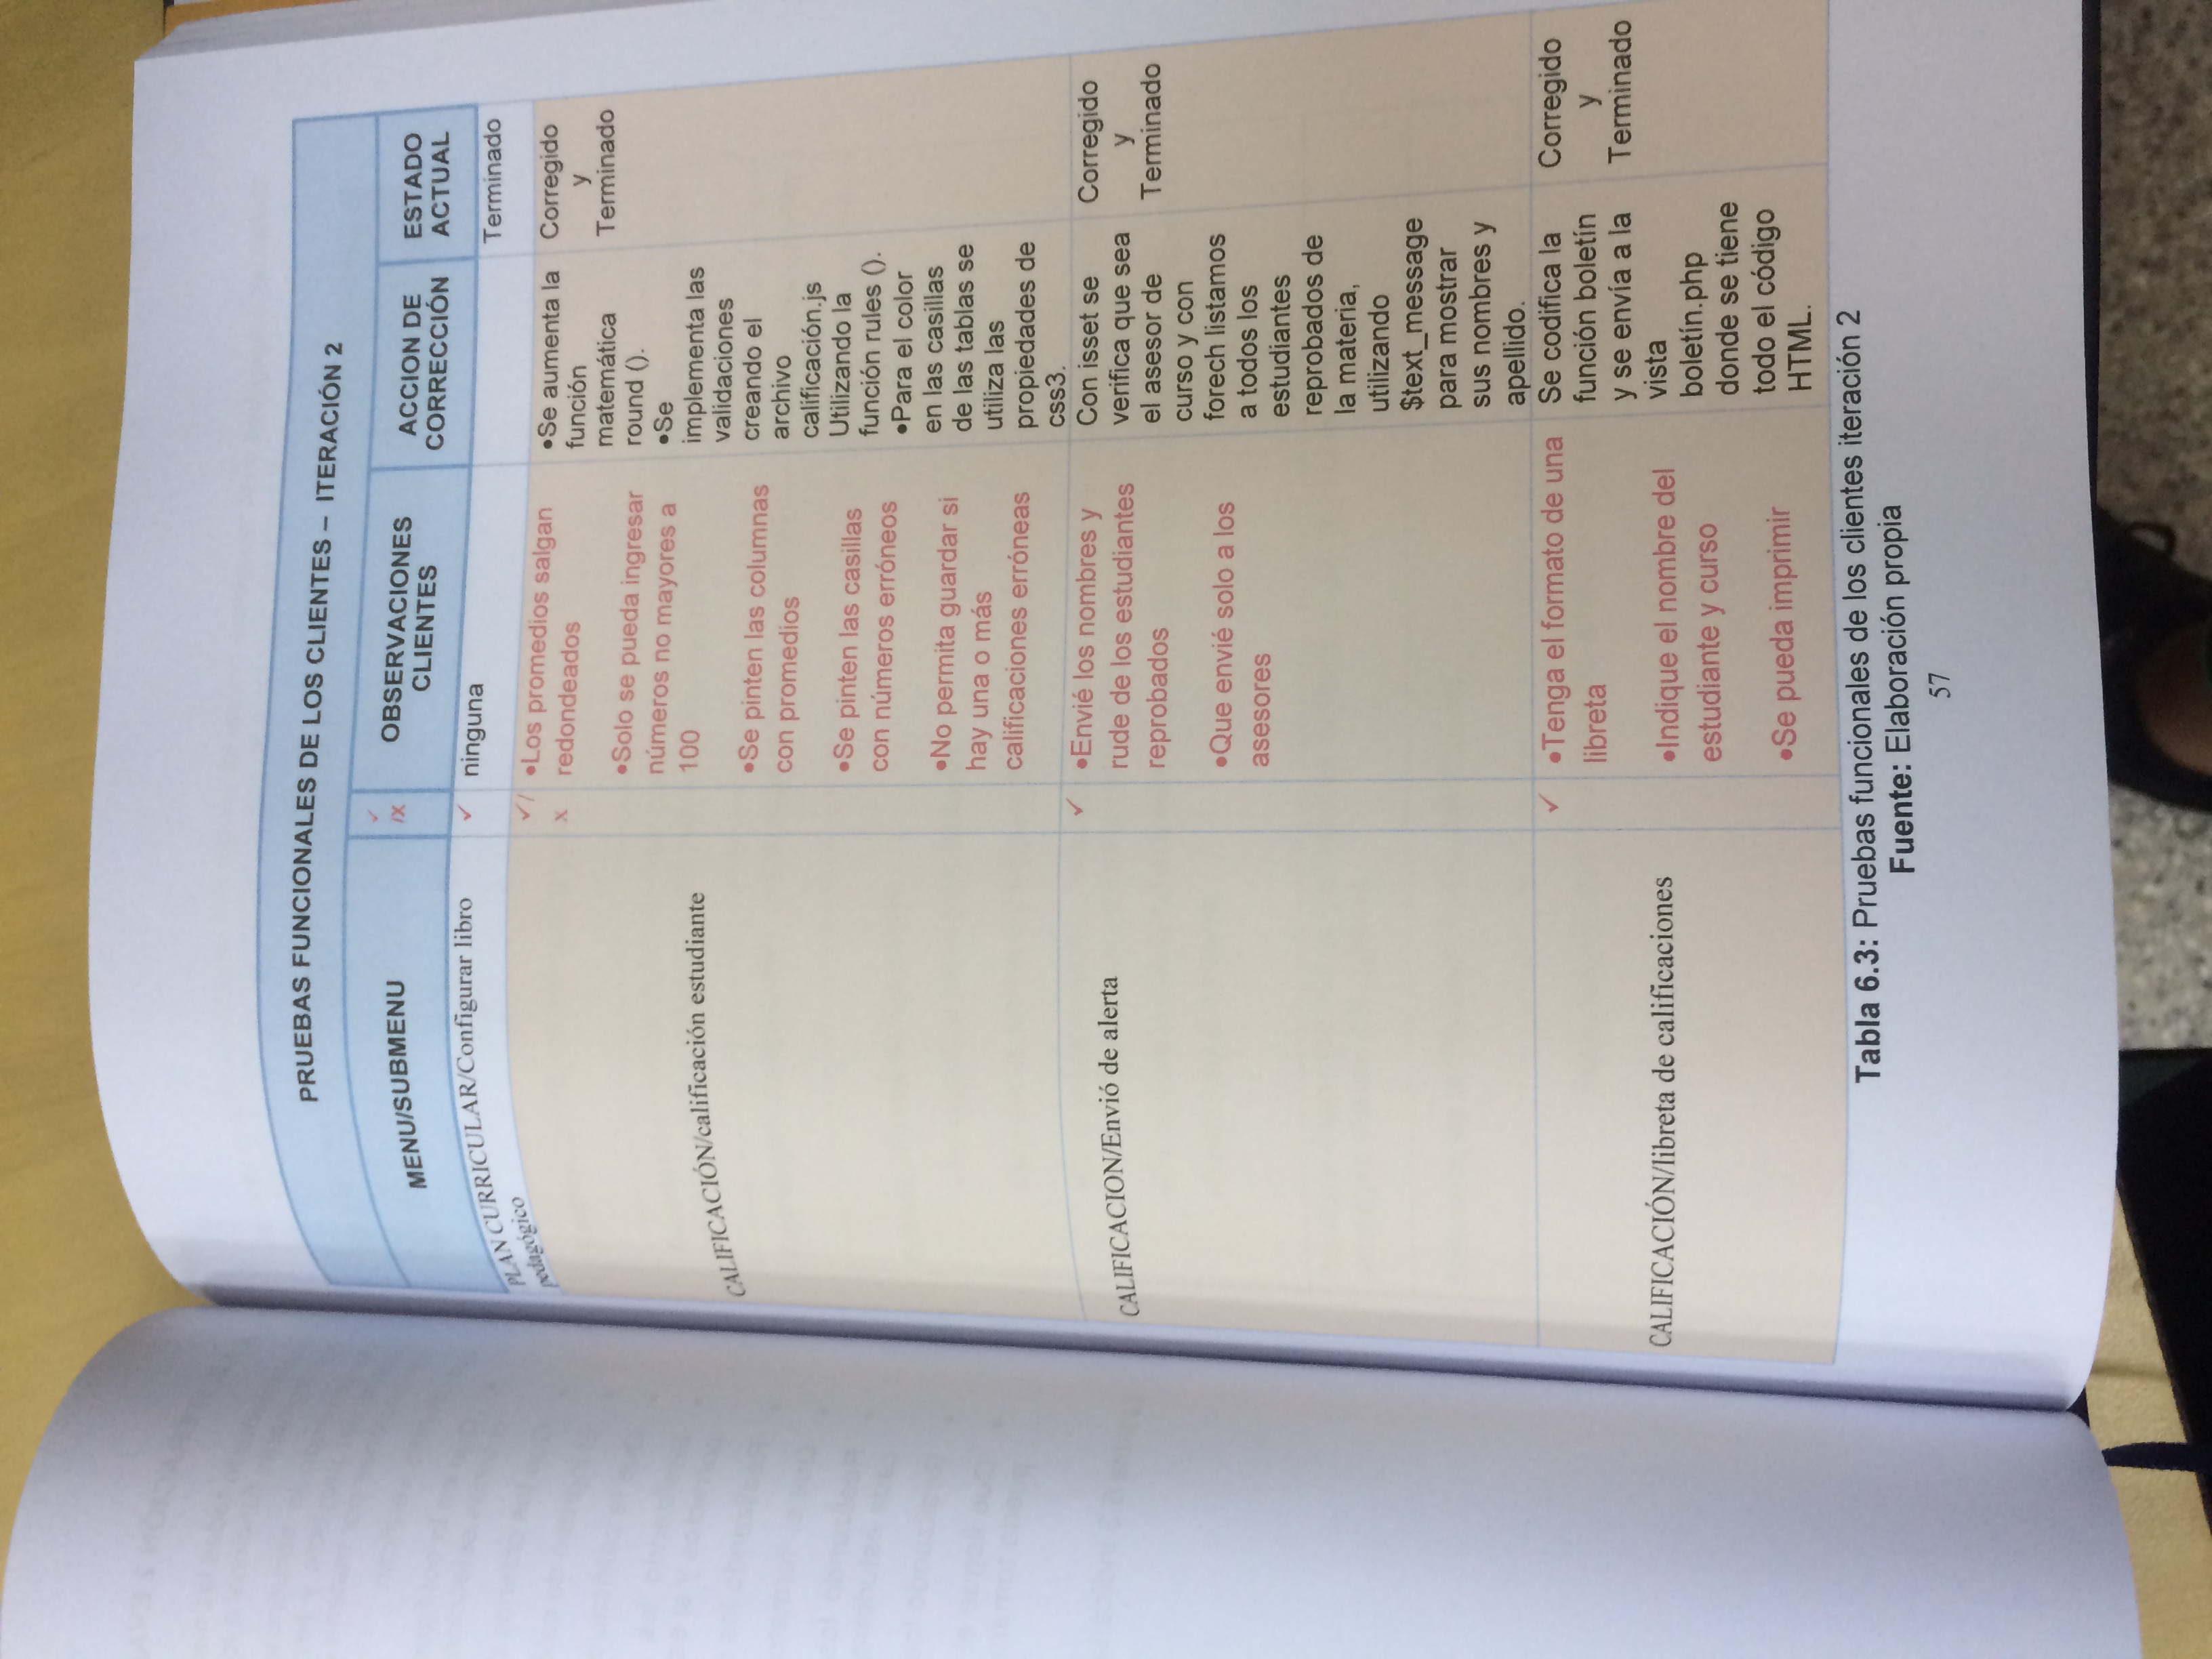 PRUEBAS FUNCIONALES DE LOS CLIENTES – ITERACIÓN 2
MENU/SUBMENU
✓
/X
OBSERVACIONES
CLIENTES
ACCION DE
CORRECCIÓN
ESTADO
ACTUAL
PLAN CURRICULAR/Configurar libro
pedagógico
✓
ninguna
Terminado
CALIFICACIÓN/calificación estudiante
✓/
x
•Los promedios salgan
redondeados
•Solo se pueda ingresar
números no mayores a
100
•Se pinten las columnas
con promedios
•Se pinten las casillas
con números erróneos
•No permita guardar si
hay una o más
calificaciones erróneas
•Se aumenta la
función
matemática
round ().
•Se
implementa las
validaciones
creando el
archivo
calificación.js
Utilizando la
función rules ().
•Para el color
en las casillas
de las tablas se
utiliza las
propiedades de
css3.
Corregido
y
Terminado
CALIFICACION/Envió de alerta
✓
•Envié los nombres y
rude de los estudiantes
reprobados
•Que envié solo a los
asesores
Con isset se
verifica que sea
el asesor de
curso y con
forech listamos
a todos los
estudiantes
reprobados de
la materia,
utilizando
$text_message
para mostrar
sus nombres y
apellido.
Corregido
y
Terminado
CALIFICACIÓN/libreta de calificaciones
✓
•Tenga el formato de una
libreta
•Indique el nombre del
estudiante y curso
•Se pueda imprimir
Se codifica la
función boletín
y se envía a la
vista
boletín.php
donde se tiene
todo el código
HTML.
Corregido
y
Terminado
Tabla 6.3: Pruebas funcionales de los clientes iteración 2
Fuente: Elaboración propia
57